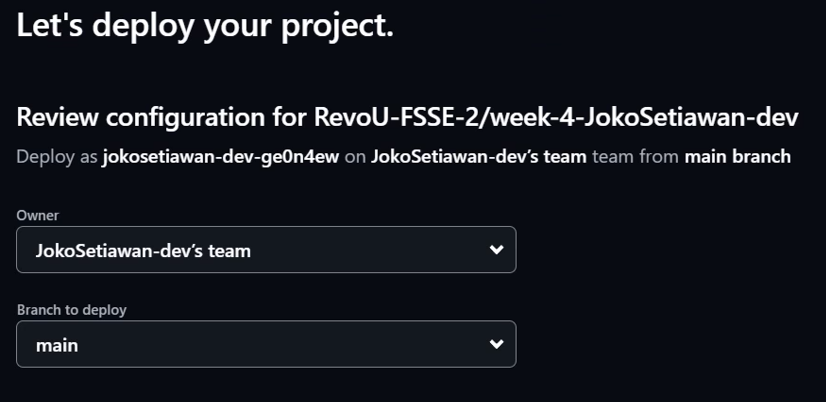 Let's deploy your project.
Review configuration for RevoU-FSSE-2/week-4-JokoSetiawan-dev
Deploy as jokosetiawan-dev-ge0n4ew on JokoSetiawan-dev’s team team from main branch
Owner
JokoSetiawan-dev’s team
Branch to deploy
main